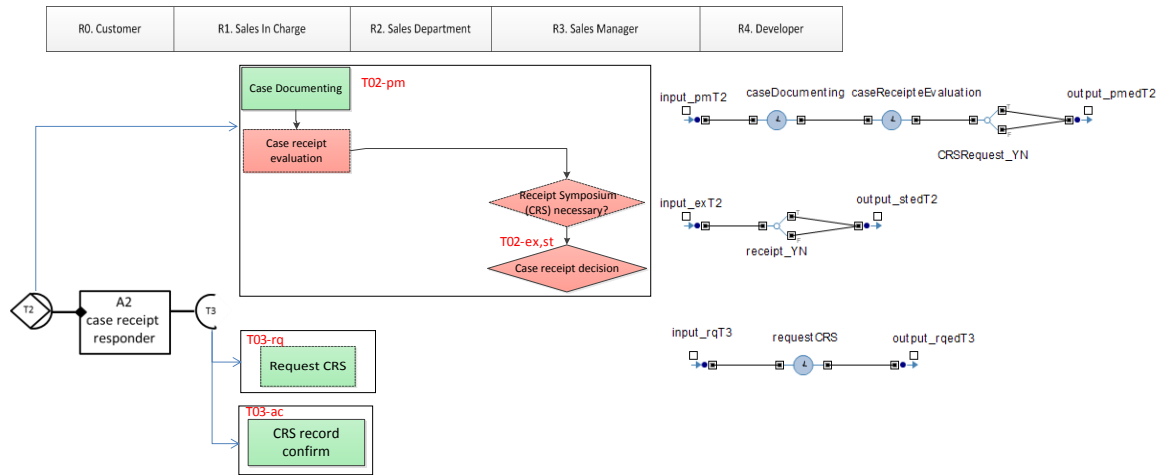 R0. Customer
R1. Sales In Charge
R2. Sales Department
R3. Sales Manager
R4. Developer
Case Documenting
T02-pm
Case receipt
evaluation
Receipt Symposium
(CRS) necessary?
T02-ex,st
Case receipt decision
T2
A2
case receipt
responder
T3
T03-rq
Request CRS
T03-ac
CRS record
confirm
input_pmT2
caseDocumenting
caseReceipteEvaluation
output_pmedT2
T
F
CRSRequest_YN
input_exT2
output_stedT2
T
F
receipt_YN
input_rqT3
requestCRS
output_rqedT3